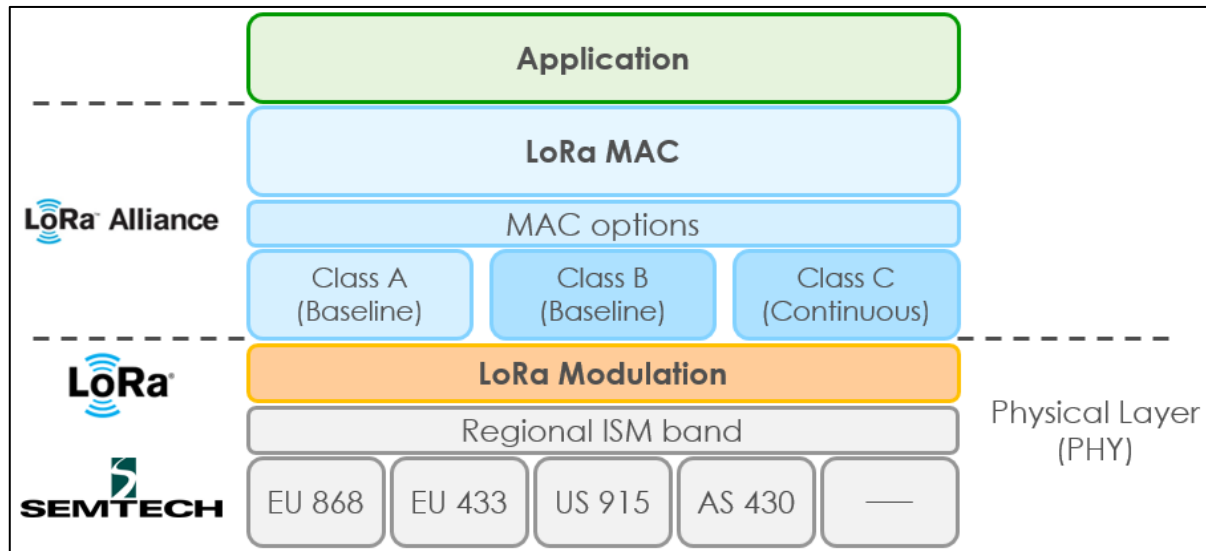 Application
LoRa MAC
LoRa Alliance
MAC options
Class A
(Baseline)
Class B
(Baseline)
Class C
(Continuous)
LoRa®
LoRa Modulation
Regional ISM band
Physical Layer
(PHY)
SEMTECH
EU 868
EU 433
US 915
AS 430
—